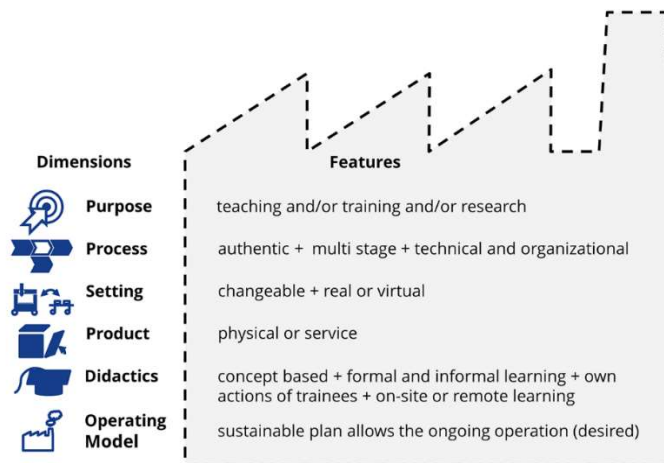 Dimensions Features
Purpose teaching and/or training and/or research
Process authentic + multi stage + technical and organizational
Setting changeable + real or virtual
Product physical or service
Didactics concept based + formal and informal learning + own
actions of trainees + on-site or remote learning
Operating
Model sustainable plan allows the ongoing operation (desired)